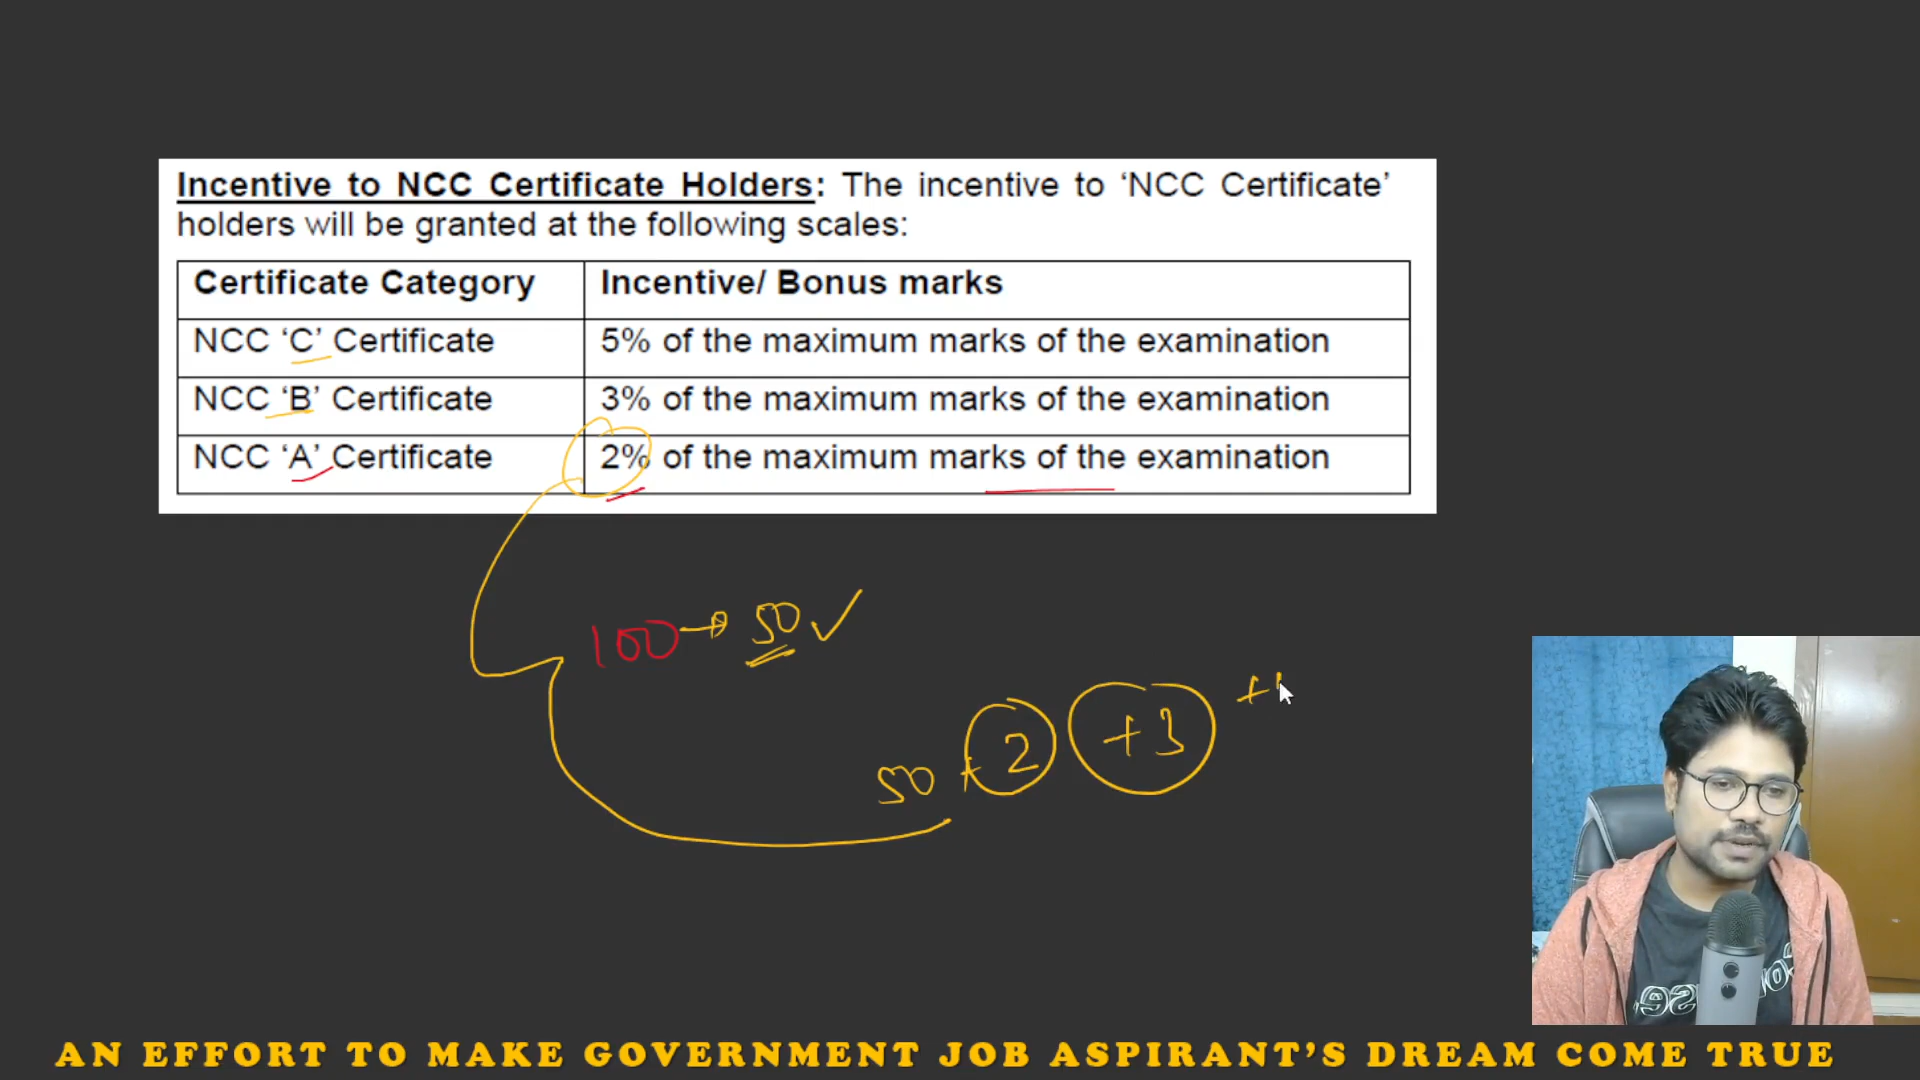 Incentive to NCC Certificate Holders: The incentive to ‘NCC Certificate’
holders will be granted at the following scales:
Certificate Category Incentive/ Bonus marks
NCC ‘C’ Certificate 5% of the maximum marks of the examination
NCC ‘B’ Certificate 3% of the maximum marks of the examination
NCC ‘A’ Certificate 2% of the maximum marks of the examination
100 → 50 ✓
50 + 2 + 3 +
AN EFFORT TO MAKE GOVERNMENT JOB ASPIRANT’S DREAM COME TRUE